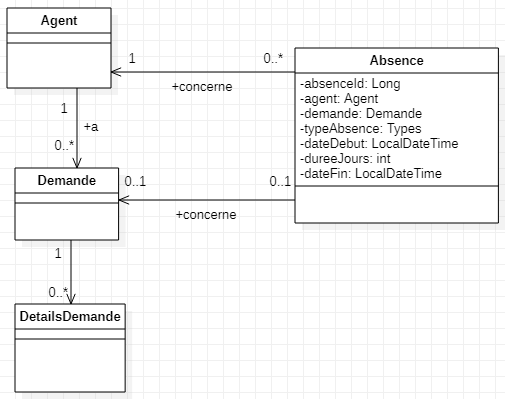 Agent
1
0..*
+concerne
Absence
-absenceId: Long
-agent: Agent
-demande: Demande
-typeAbsence: Types
-dateDebut: LocalDateTime
-dureeJours: int
-dateFin: LocalDateTime
1
+a
0..*
Demande
0..1
0..1
+concerne
1
0..*
DetailsDemande